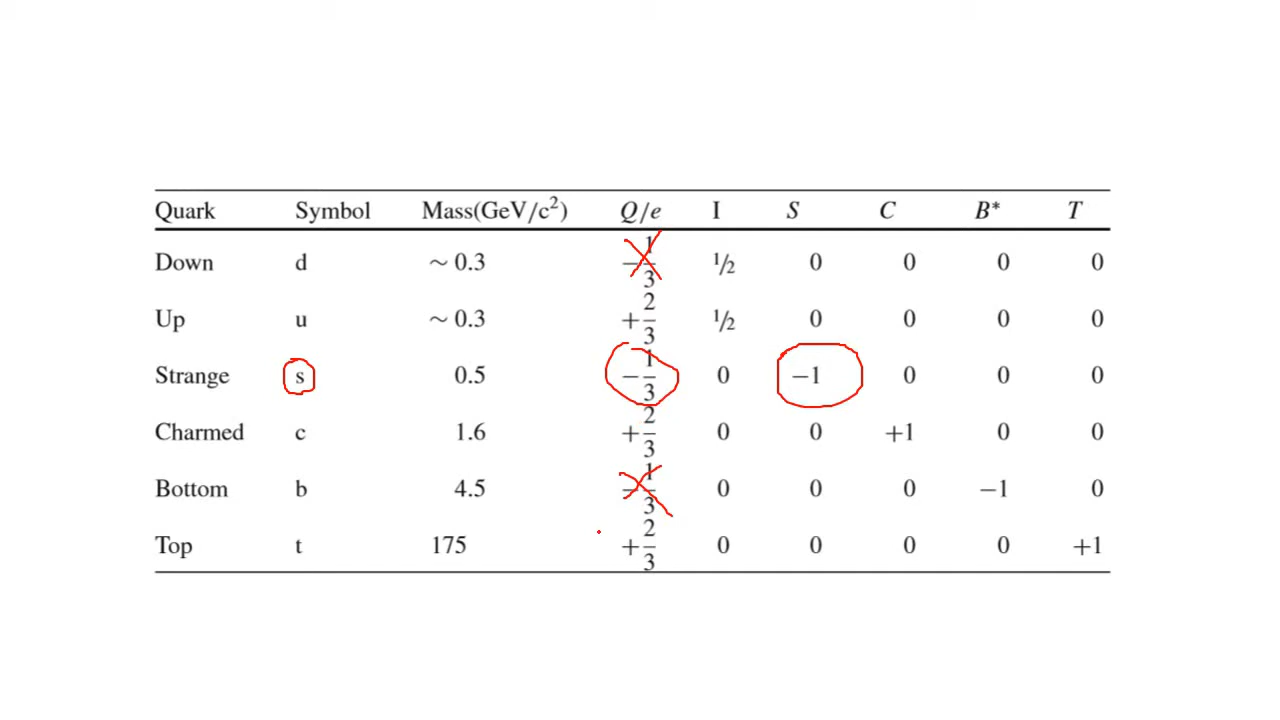 Quark Symbol Mass(GeV/c²) Q/e I S C B* T
Down d ∼ 0.3 −1/3 1/2 0 0 0 0
Up u ∼ 0.3 +2/3 1/2 0 0 0 0
Strange s 0.5 −1/3 0 −1 0 0 0
Charmed c 1.6 +2/3 0 0 +1 0 0
Bottom b 4.5 −1/3 0 0 0 −1 0
Top t 175 +2/3 0 0 0 0 +1